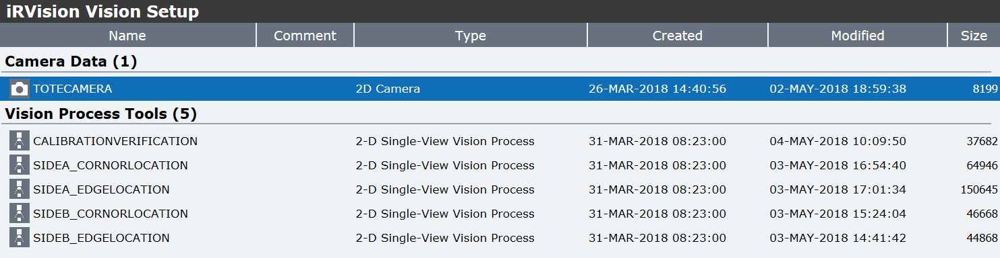 iRVision Vision Setup
Name Comment Type Created Modified Size
Camera Data (1)
TOTECAMERA 2D Camera 26-MAR-2018 14:40:56 02-MAY-2018 18:59:38 8199
Vision Process Tools (5)
CALIBRATIONVERIFICATION 2-D Single-View Vision Process 31-MAR-2018 08:23:00 04-MAY-2018 10:09:50 37682
SIDEA_CORNORLOCATION 2-D Single-View Vision Process 31-MAR-2018 08:23:00 03-MAY-2018 16:54:40 64946
SIDEA_EDGELOCATION 2-D Single-View Vision Process 31-MAR-2018 08:23:00 03-MAY-2018 17:01:34 150645
SIDEB_CORNORLOCATION 2-D Single-View Vision Process 31-MAR-2018 08:23:00 03-MAY-2018 15:24:04 46668
SIDEB_EDGELOCATION 2-D Single-View Vision Process 31-MAR-2018 08:23:00 03-MAY-2018 14:41:42 44868